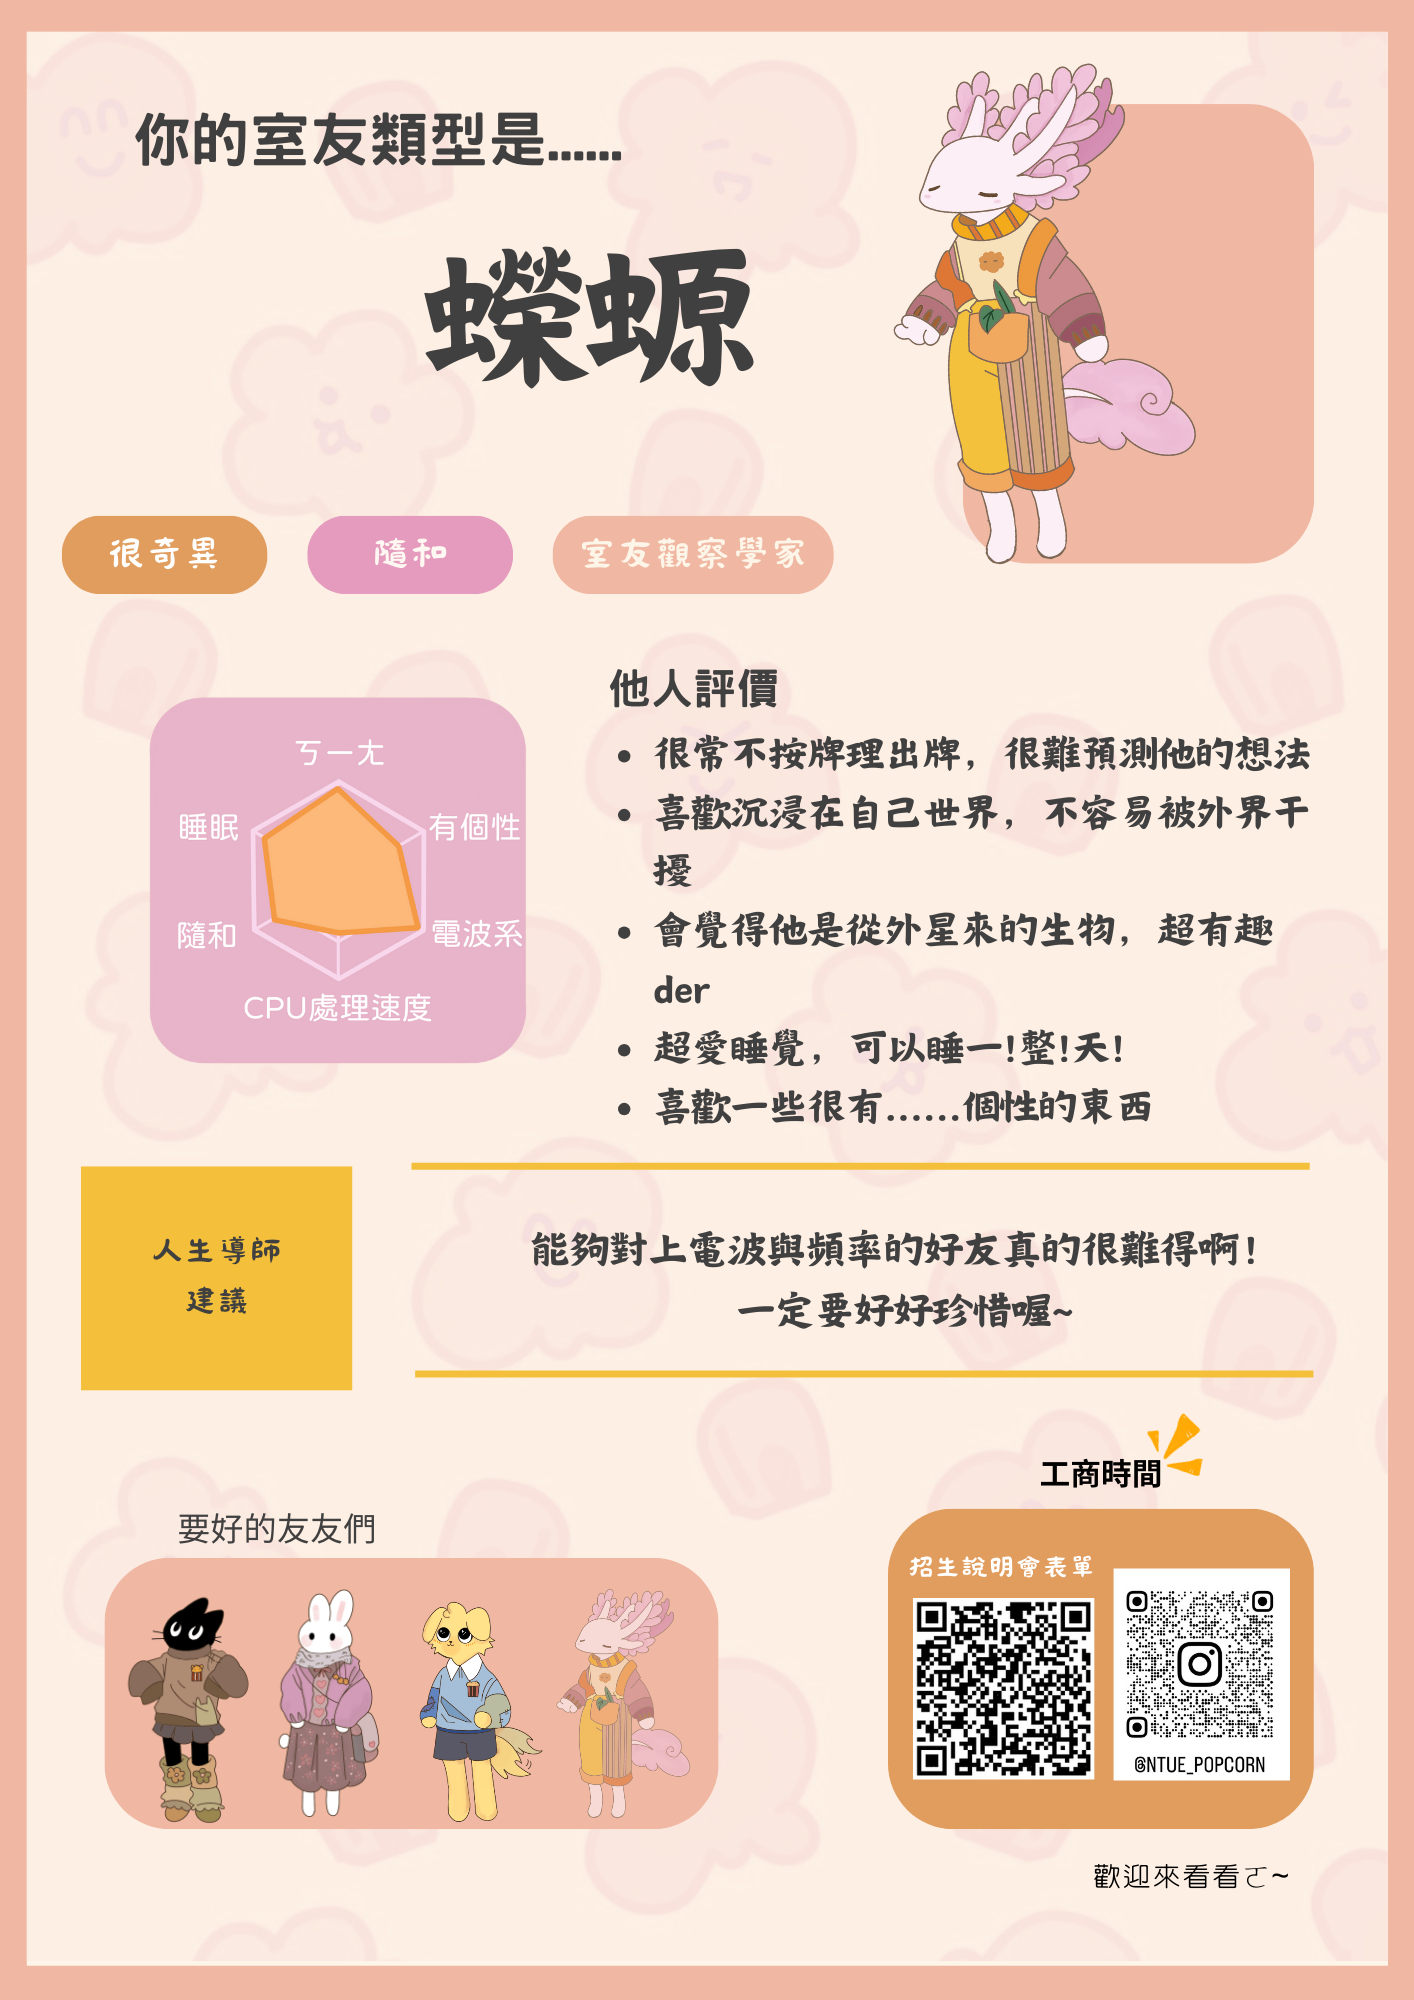 你的室友類型是......
蠑螈
很奇異
隨和
室友觀察學家
ㄎㄧㄤ
睡眠
有個性
隨和
電波系
CPU處理速度
他人評價
• 很常不按牌理出牌，很難預測他的想法
• 喜歡沉浸在自己世界，不容易被外界干
擾
• 會覺得他是從外星來的生物，超有趣
der
• 超愛睡覺，可以睡一!整!天!
• 喜歡一些很有......個性的東西
人生導師
建議
能夠對上電波與頻率的好友真的很難得啊!
一定要好好珍惜喔~
要好的友友們
工商時間
招生說明會表單
@NTUE_POPCORN
歡迎來看看ㄛ~